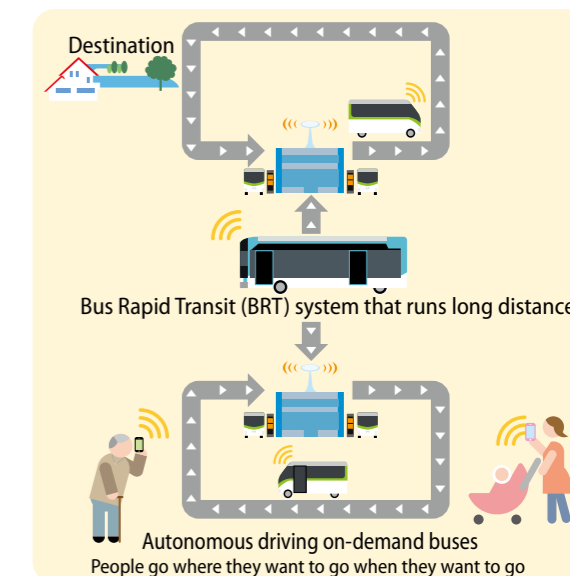 Destination
Bus Rapid Transit (BRT) system that runs long distance
Autonomous driving on-demand buses
People go where they want to go when they want to go